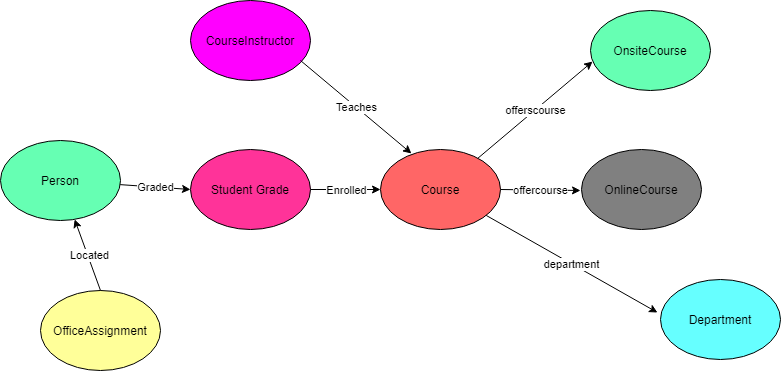 CourseInstructor
OnsiteCourse
Teaches
offerscourse
Person
Graded
Student Grade
Enrolled
Course
offercourse
OnlineCourse
Located
department
OfficeAssignment
Department